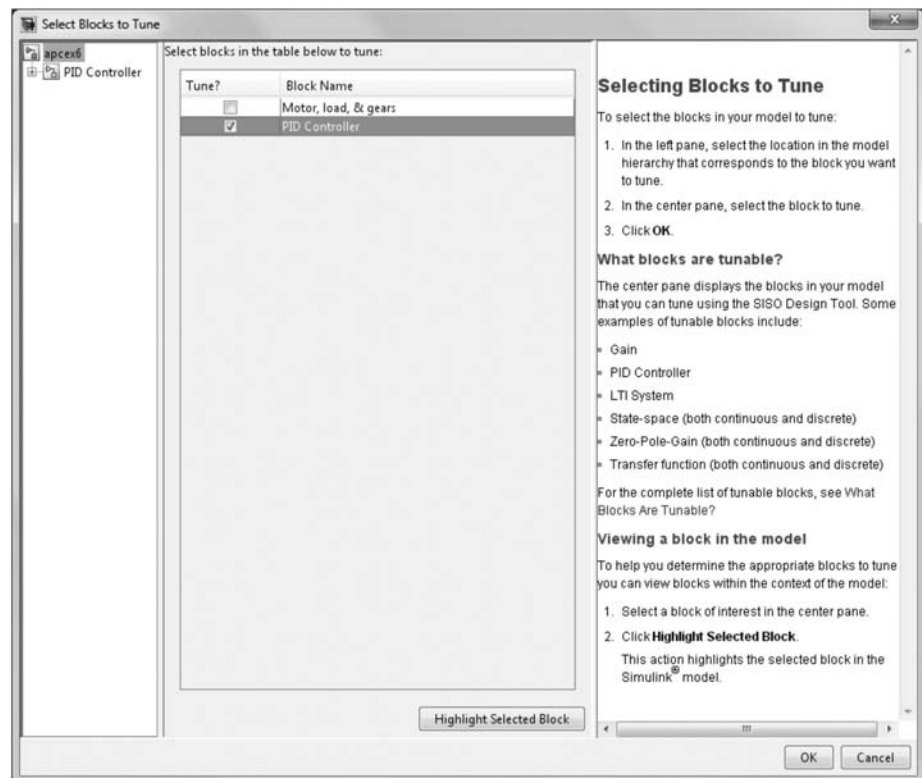 Select Blocks to Tune
apcex6
PID Controller
Select blocks in the table below to tune:
Tune? Block Name
Motor, load, & gears
PID Controller
Highlight Selected Block
Selecting Blocks to Tune
To select the blocks in your model to tune:
1. In the left pane, select the location in the model
hierarchy that corresponds to the block you want
to tune.
2. In the center pane, select the block to tune.
3. Click OK.
What blocks are tunable?
The center pane displays the blocks in your model
that you can tune using the SISO Design Tool. Some
examples of tunable blocks include:
Gain
PID Controller
LTI System
State-space (both continuous and discrete)
Zero-Pole-Gain (both continuous and discrete)
Transfer function (both continuous and discrete)
For the complete list of tunable blocks, see What
Blocks Are Tunable?
Viewing a block in the model
To help you determine the appropriate blocks to tune
you can view blocks within the context of the model:
1. Select a block of interest in the center pane.
2. Click Highlight Selected Block.
This action highlights the selected block in the
Simulink® model.
OK Cancel